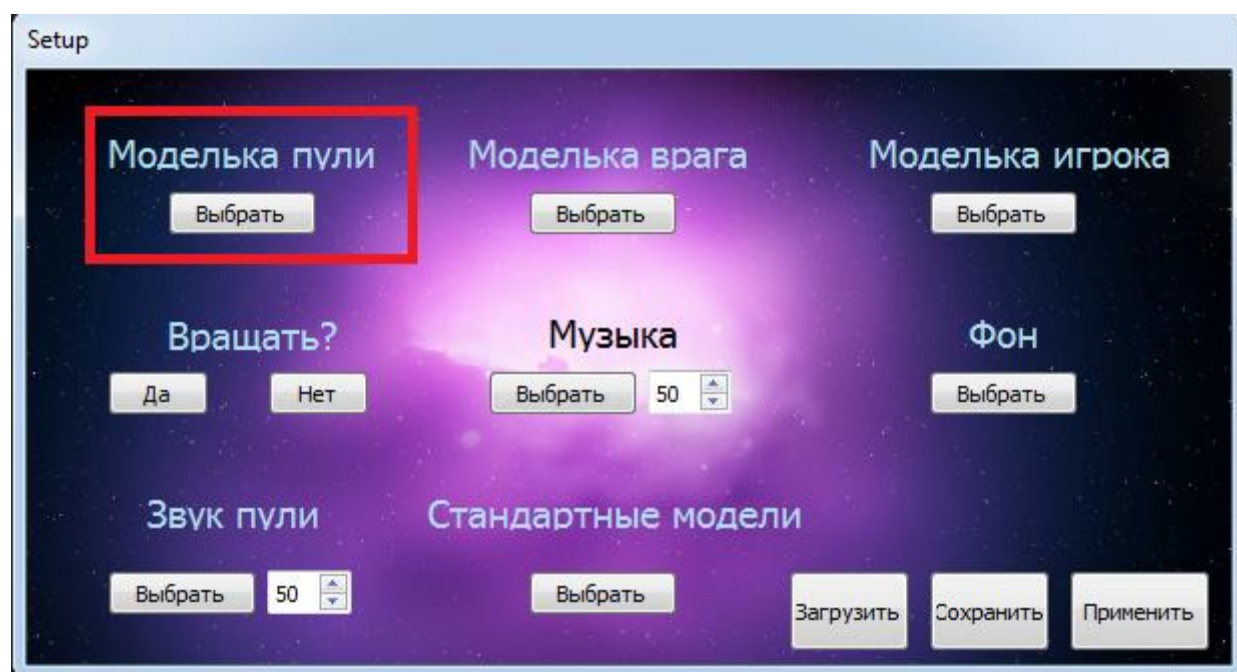 Setup
Моделька пули
Моделька врага
Моделька игрока
Выбрать
Выбрать
Выбрать
Вращать?
Музыка
Фон
Да
Нет
Выбрать
50
Выбрать
Звук пули
Стандартные модели
Выбрать
50
Выбрать
Загрузить
Сохранить
Применить